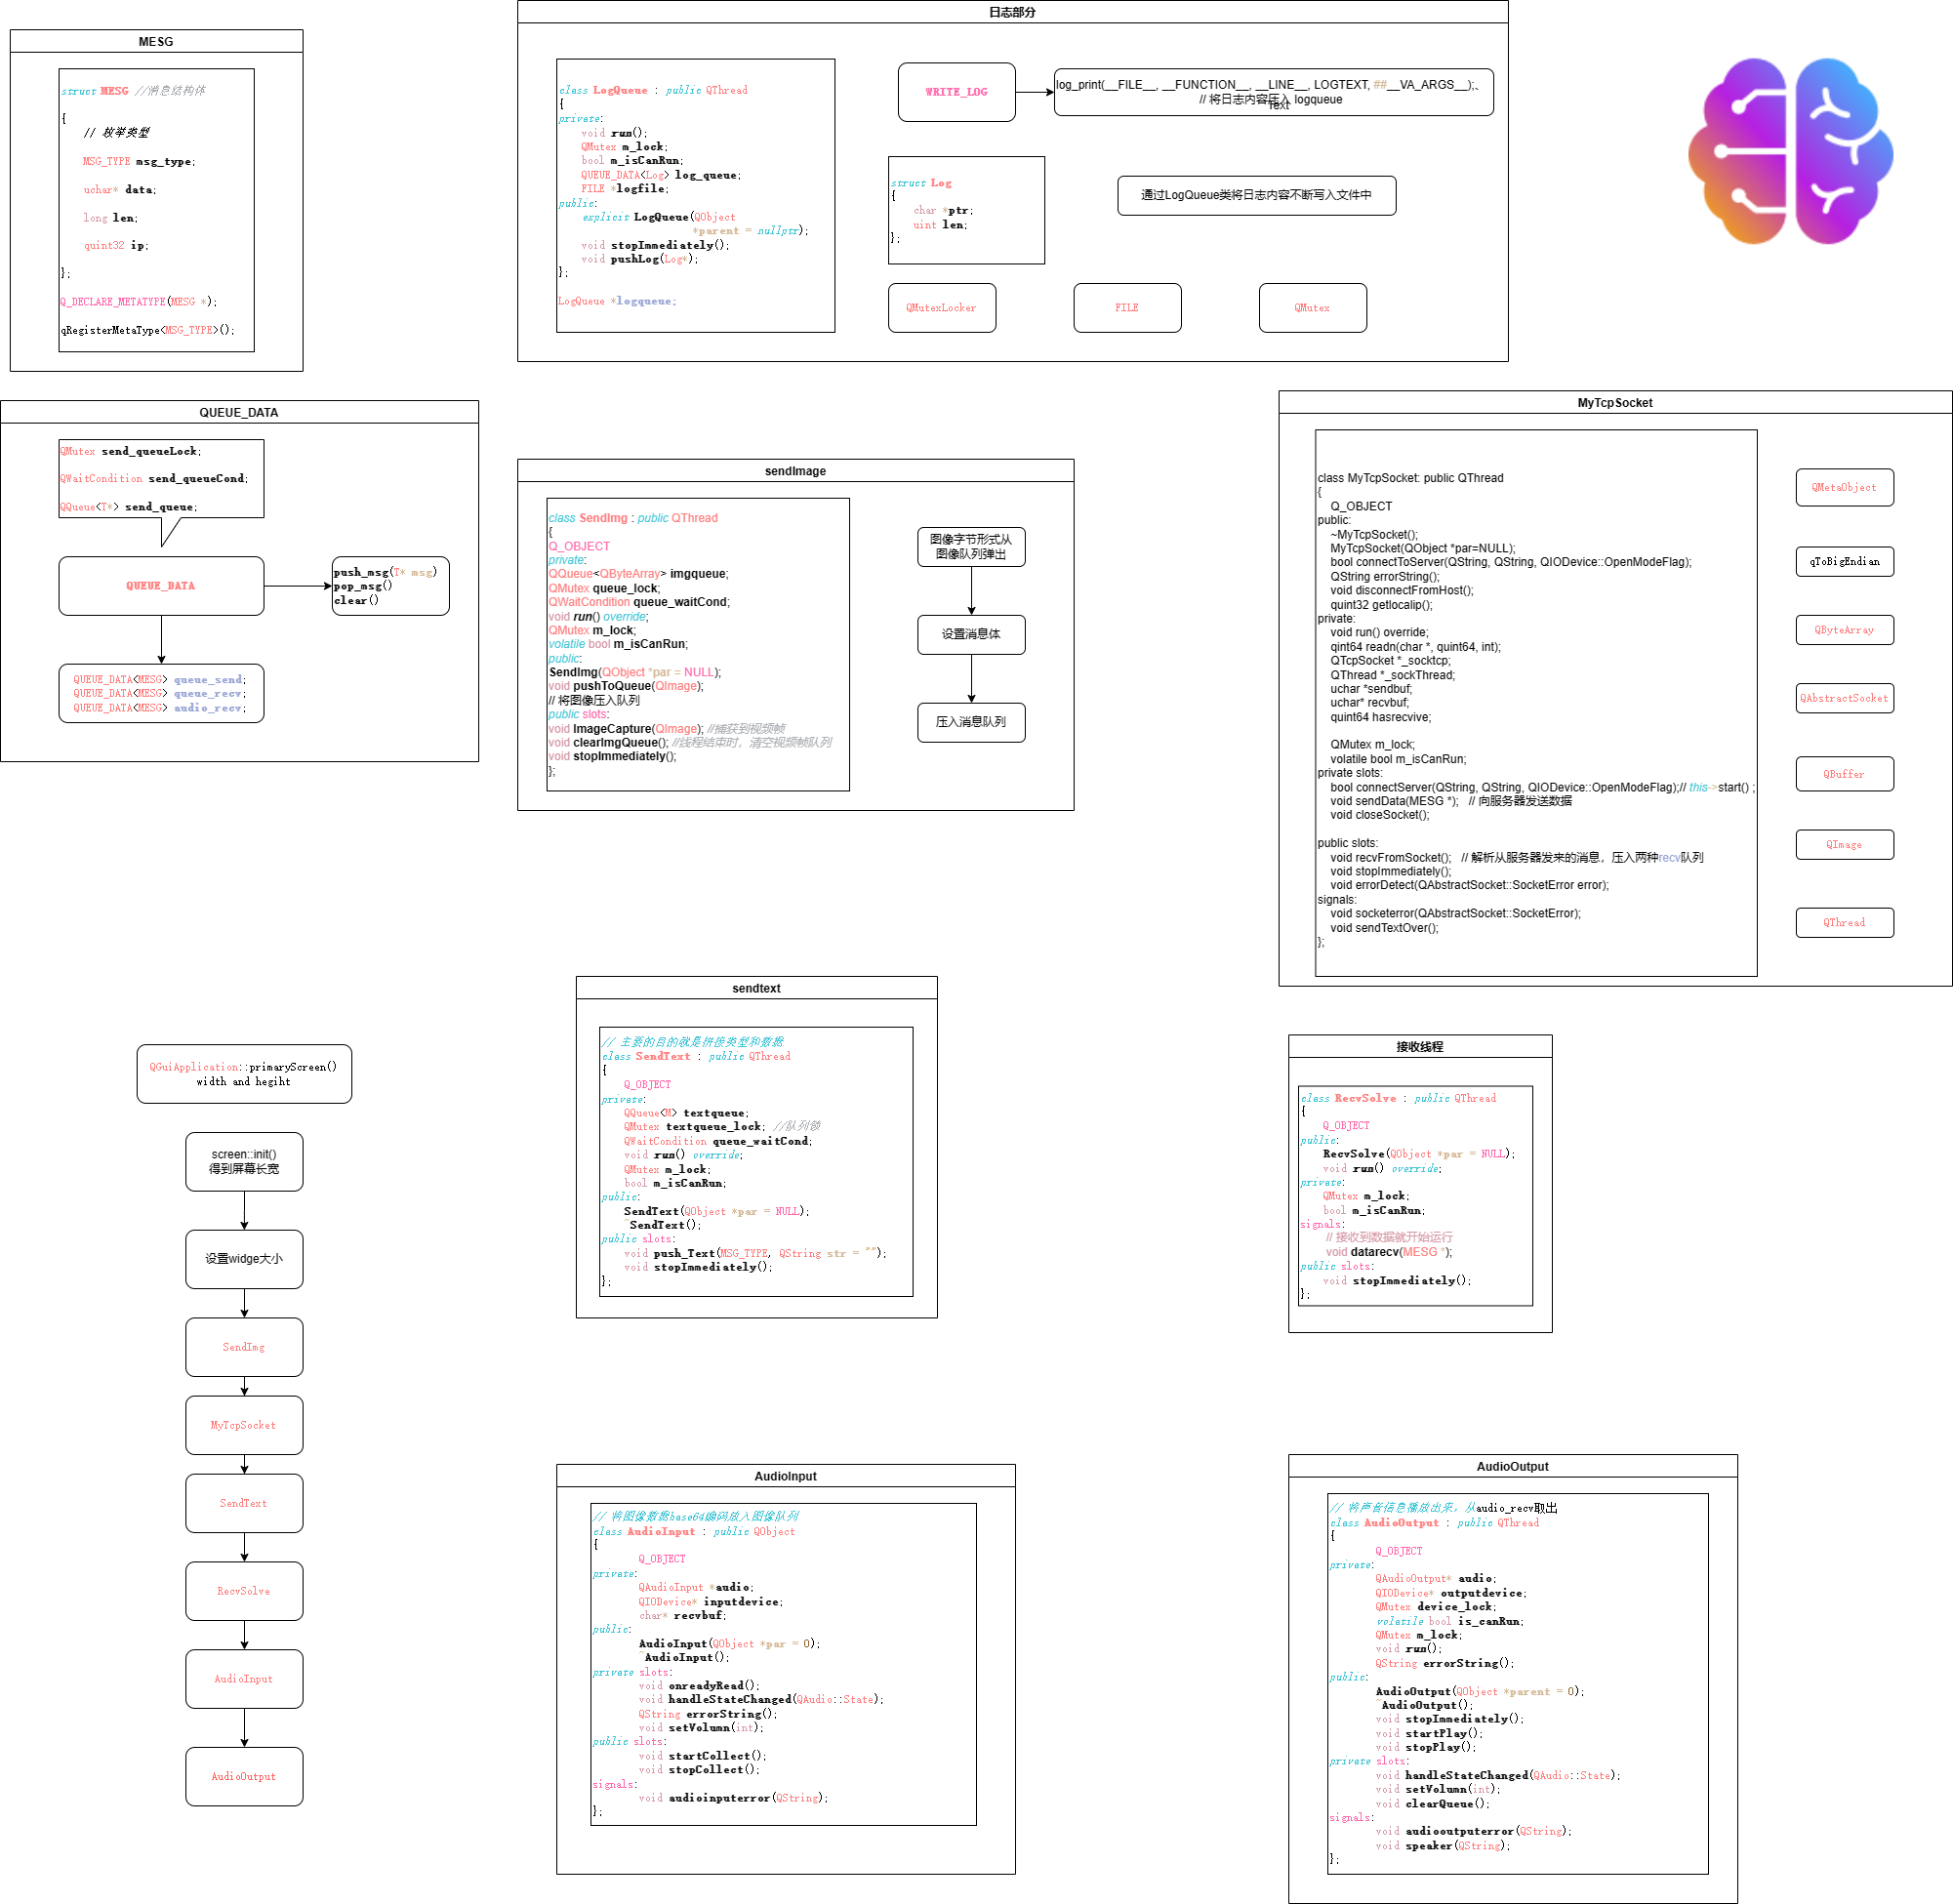 MESG
struct MESG //消息结构体
{
// 枚举类型
MSG_TYPE msg_type;
uchar* data;
long len;
quint32 ip;
};
Q_DECLARE_METATYPE(MESG *);
qRegisterMetaType<MSG_TYPE>();
日志部分
class LogQueue : public QThread
{
private:
void run();
QMutex m_lock;
bool m_isCanRun;
QUEUE_DATA<Log> log_queue;
FILE *logfile;
public:
explicit LogQueue(QObject
*parent = nullptr);
void stopImmediately();
void pushLog(Log*);
};
LogQueue *logqueue;
WRITE_LOG
log_print(__FILE__, __FUNCTION__, __LINE__, LOGTEXT, ##__VA_ARGS__);、
// 将日志内容压入 logqueue
Text
struct Log
{
char *ptr;
uint len;
};
通过LogQueue类将日志内容不断写入文件中
QMutexLocker
FILE
QMutex
QUEUE_DATA
QMutex send_queueLock;
QWaitCondition send_queueCond;
QQueue<T*> send_queue;
QUEUE_DATA
push_msg(T* msg)
pop_msg()
clear()
QUEUE_DATA<MESG> queue_send;
QUEUE_DATA<MESG> queue_recv;
QUEUE_DATA<MESG> audio_recv;
sendImage
class SendImg : public QThread
{
Q_OBJECT
private:
QQueue<QByteArray> imgqueue;
QMutex queue_lock;
QWaitCondition queue_waitCond;
void run() override;
QMutex m_lock;
volatile bool m_isCanRun;
public:
SendImg(QObject *par = NULL);
void pushToQueue(QImage);
// 将图像压入队列
public slots:
void ImageCapture(QImage); //捕获到视频帧
void clearImgQueue(); //线程结束时，清空视频帧队列
void stopImmediately();
};
图像字节形式从
图像队列弹出
设置消息体
压入消息队列
MyTcpSocket
class MyTcpSocket: public QThread
{
Q_OBJECT
public:
~MyTcpSocket();
MyTcpSocket(QObject *par=NULL);
bool connectToServer(QString, QString, QIODevice::OpenModeFlag);
QString errorString();
void disconnectFromHost();
quint32 getlocalip();
private:
void run() override;
qint64 readn(char *, quint64, int);
QTcpSocket *_socktcp;
QThread *_sockThread;
uchar *sendbuf;
uchar* recvbuf;
quint64 hasrecvive;
QMutex m_lock;
volatile bool m_isCanRun;
private slots:
bool connectServer(QString, QString, QIODevice::OpenModeFlag);// this->start() ;
void sendData(MESG *); // 向服务器发送数据
void closeSocket();
public slots:
void recvFromSocket(); // 解析从服务器发来的消息，压入两种recv队列
void stopImmediately();
void errorDetect(QAbstractSocket::SocketError error);
signals:
void socketerror(QAbstractSocket::SocketError);
void sendTextOver();
};
QMetaObject
qToBigEndian
QByteArray
QAbstractSocket
QBuffer
QImage
QThread
QGuiApplication::primaryScreen()
width and hegiht
screen::init()
得到屏幕长宽
设置widge大小
SendImg
MyTcpSocket
SendText
RecvSolve
AudioInput
AudioOutput
sendtext
// 主要的目的就是拼接类型和数据
class SendText : public QThread
{
Q_OBJECT
private:
QQueue<M> textqueue;
QMutex textqueue_lock; //队列锁
QWaitCondition queue_waitCond;
void run() override;
QMutex m_lock;
bool m_isCanRun;
public:
SendText(QObject *par = NULL);
~SendText();
public slots:
void push_Text(MSG_TYPE, QString str = "");
void stopImmediately();
};
接收线程
class RecvSolve : public QThread
{
Q_OBJECT
public:
RecvSolve(QObject *par = NULL);
void run() override;
private:
QMutex m_lock;
bool m_isCanRun;
signals:
// 接收到数据就开始运行
void datarecv(MESG *);
public slots:
void stopImmediately();
};
AudioInput
// 将图像数据base64编码放入图像队列
class AudioInput : public QObject
{
Q_OBJECT
private:
QAudioInput *audio;
QIODevice* inputdevice;
char* recvbuf;
public:
AudioInput(QObject *par = 0);
~AudioInput();
private slots:
void onreadyRead();
void handleStateChanged(QAudio::State);
QString errorString();
void setVolumn(int);
public slots:
void startCollect();
void stopCollect();
signals:
void audioinputerror(QString);
};
AudioOutput
// 将声音信息播放出来，从audio_recv取出
class AudioOutput : public QThread
{
Q_OBJECT
private:
QAudioOutput* audio;
QIODevice* outputdevice;
QMutex device_lock;
volatile bool is_canRun;
QMutex m_lock;
void run();
QString errorString();
public:
AudioOutput(QObject *parent = 0);
~AudioOutput();
void stopImmediately();
void startPlay();
void stopPlay();
private slots:
void handleStateChanged(QAudio::State);
void setVolumn(int);
void clearQueue();
signals:
void audiooutputerror(QString);
void speaker(QString);
};